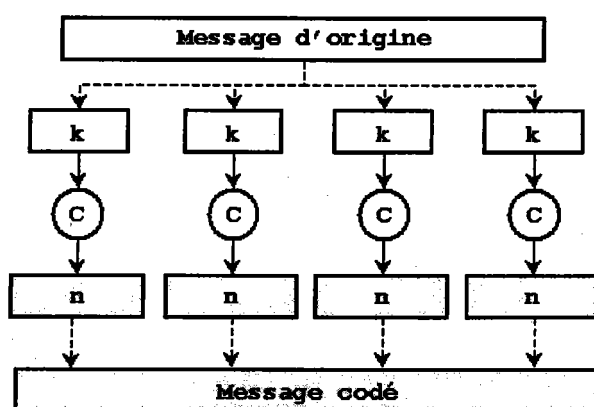 Message d'origine
k k k k
C C C C
n n n n
Message codé